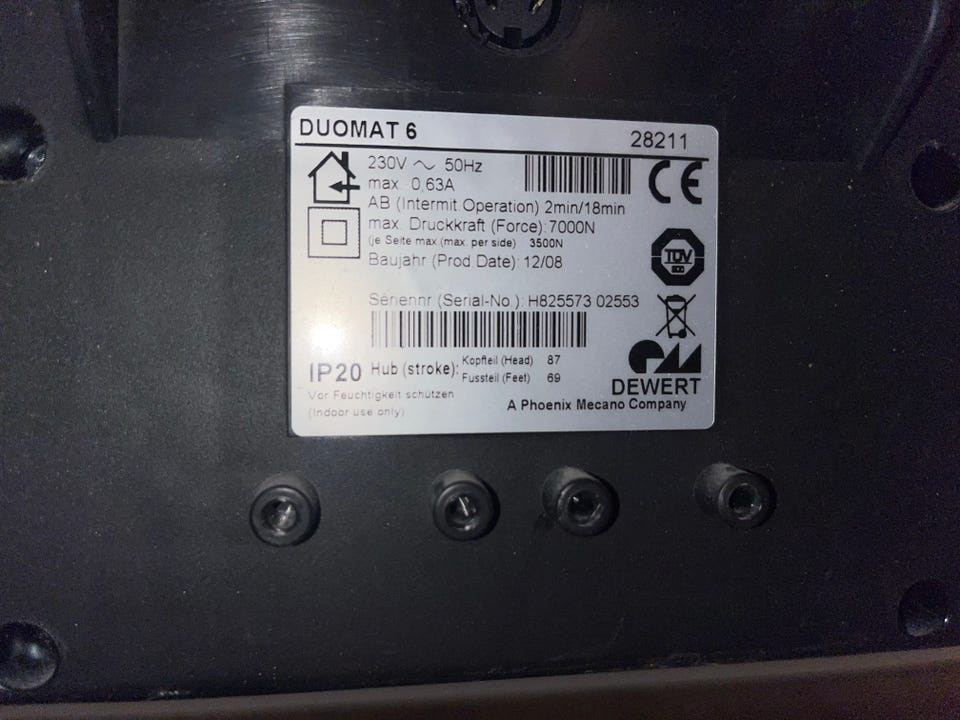 DUOMAT 6 28211
230V ~ 50Hz
max. 0,63A
CE
AB (Intermit.Operation) 2min/18min
max. Druckkraft (Force): 7000N
(je Seite max.(max. per side) 3500N
Baujahr (Prod.Date): 12/08
TÜV
Seriennr.(Serial-No.): H825573 02553
IP20 Hub (stroke): Kopfteil (Head) 87
Fussteil (Feet) 69
Vor Feuchtigkeit schützen
(Indoor use only)
DEWERT
A Phoenix Mecano Company